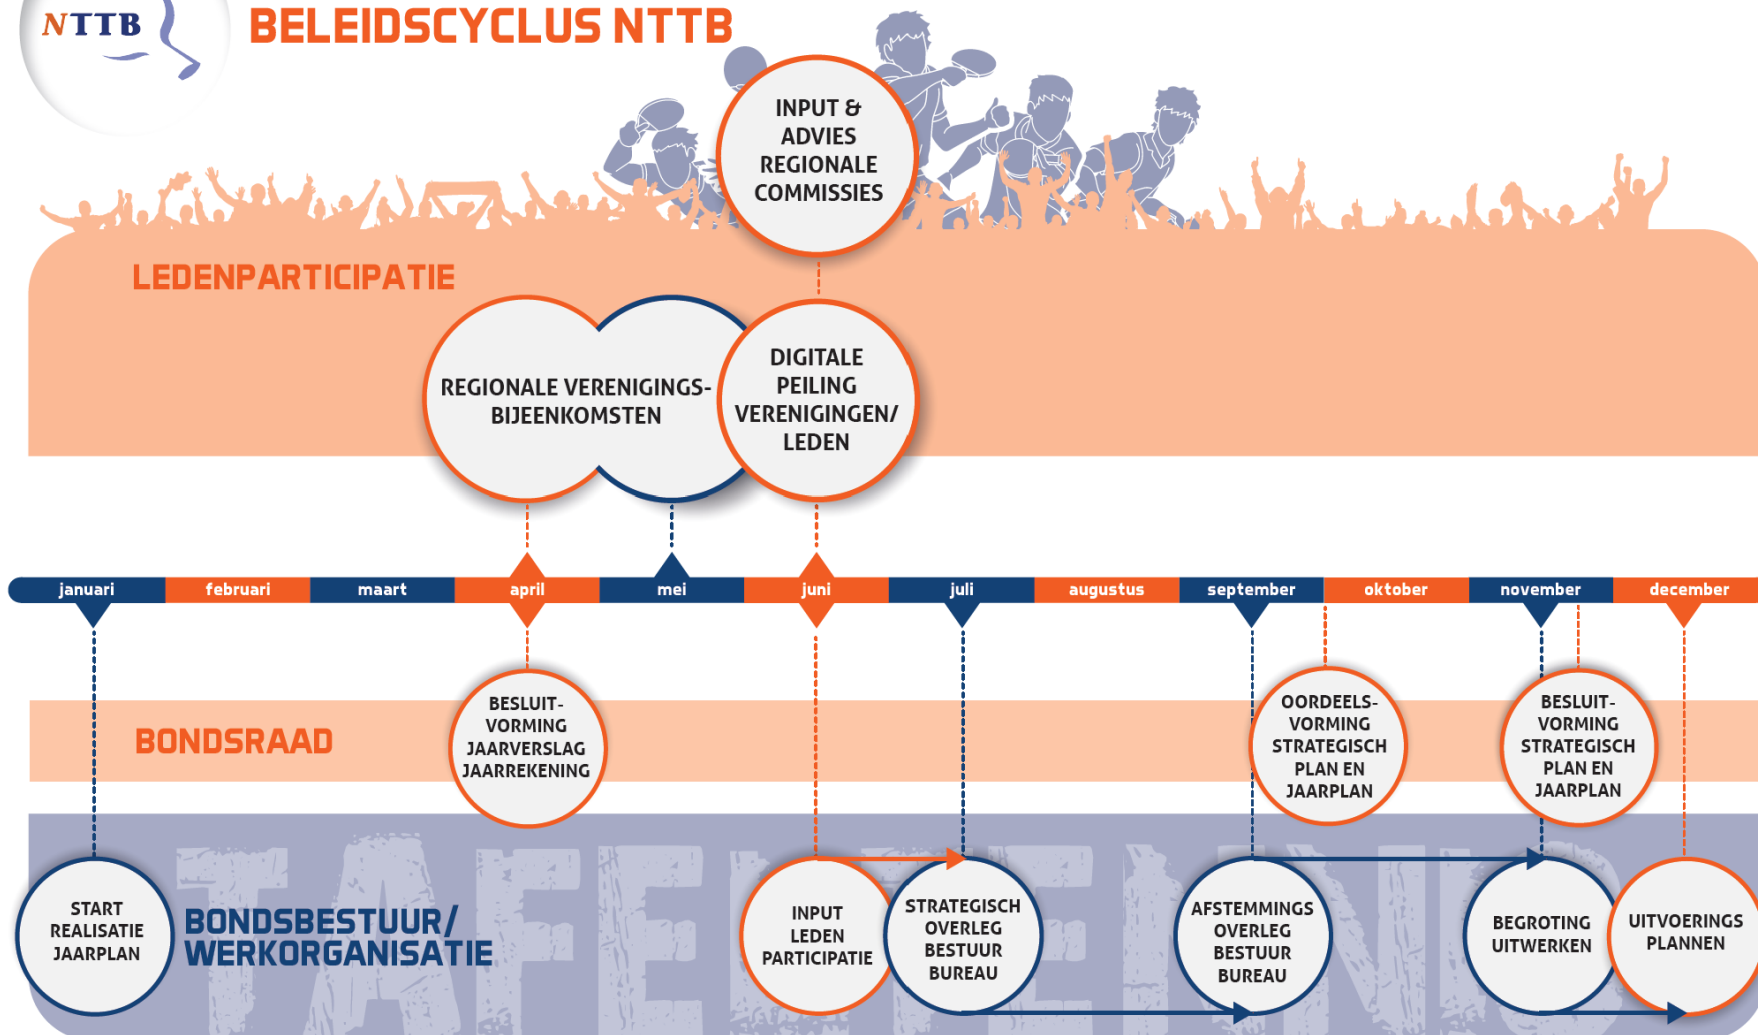 NTTB
BELEIDSCYCLUS NTTB
INPUT &
ADVIES
REGIONALE
COMMISSIES
LEDENPARTICIPATIE
REGIONALE VERENIGINGS-
BIJEENKOMSTEN
DIGITALE
PEILING
VERENIGINGEN/
LEDEN
januari februari maart april mei juni juli augustus september oktober november december
BONDSRAAD
BESLUIT-
VORMING
JAARVERSLAG
JAARREKENING
OORDEELS-
VORMING
STRATEGISCH
PLAN EN
JAARPLAN
BESLUIT-
VORMING
STRATEGISCH
PLAN EN
JAARPLAN
START
REALISATIE
JAARPLAN
BONDSBESTUUR/
WERKORGANISATIE
INPUT
LEDEN
PARTICIPATIE
STRATEGISCH
OVERLEG
BESTUUR
BUREAU
AFSTEMMINGS
OVERLEG
BESTUUR
BUREAU
BEGROTING
UITWERKEN
UITVOERINGS
PLANNEN